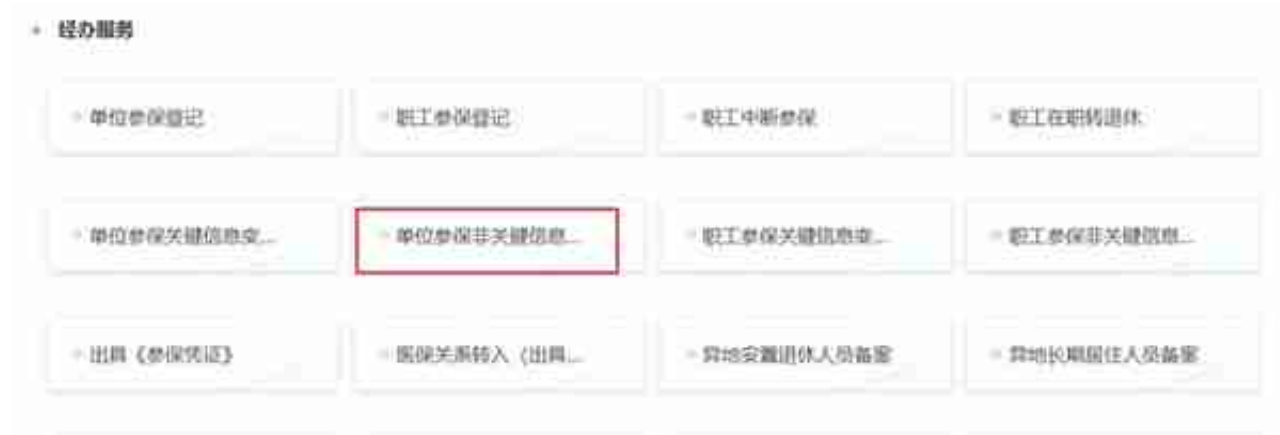 经办服务
单位参保登记
职工参保登记
职工中断参保
职工在职转退休
单位参保关键信息变...
单位参保非关键信息...
职工参保关键信息变...
职工参保非关键信息...
出具《参保凭证》
医保关系转入（出具...
异地安置退休人员备案
异地长期居住人员备案